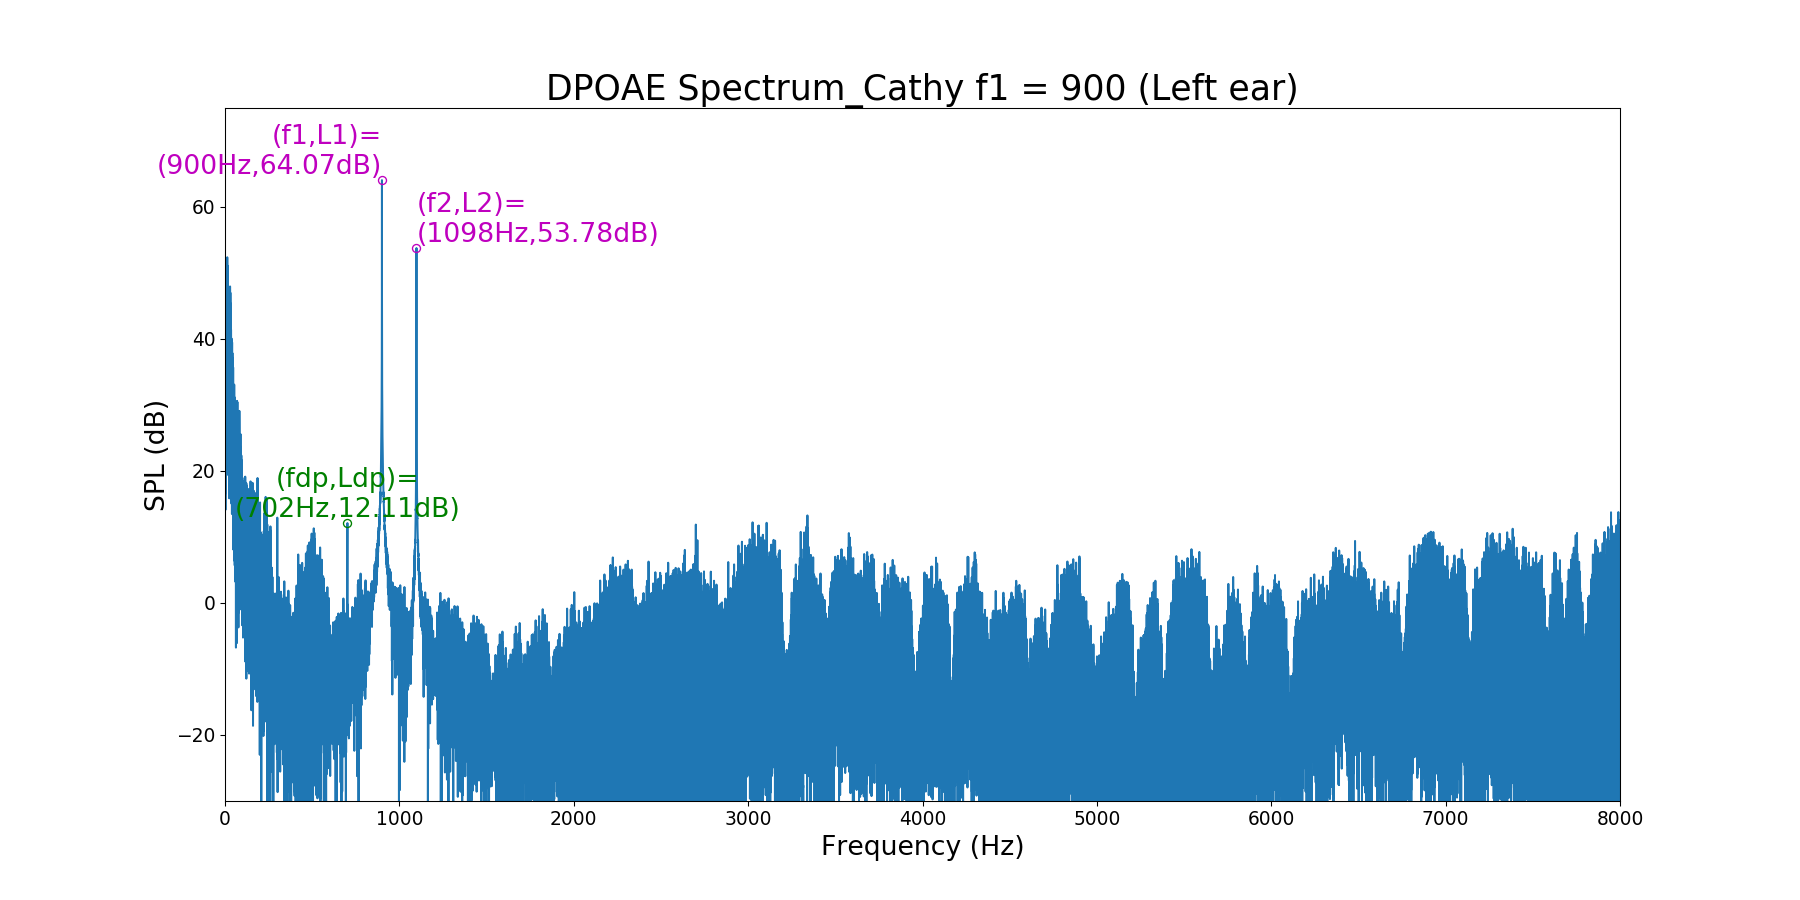 DPOAE Spectrum_Cathy f1 = 900 (Left ear)
(f1,L1)=
(900Hz,64.07dB)
(f2,L2)=
(1098Hz,53.78dB)
(fdp,Ldp)=
(702Hz,12.11dB)
SPL (dB)
60
40
20
0
−20
0 1000 2000 3000 4000 5000 6000 7000 8000
Frequency (Hz)